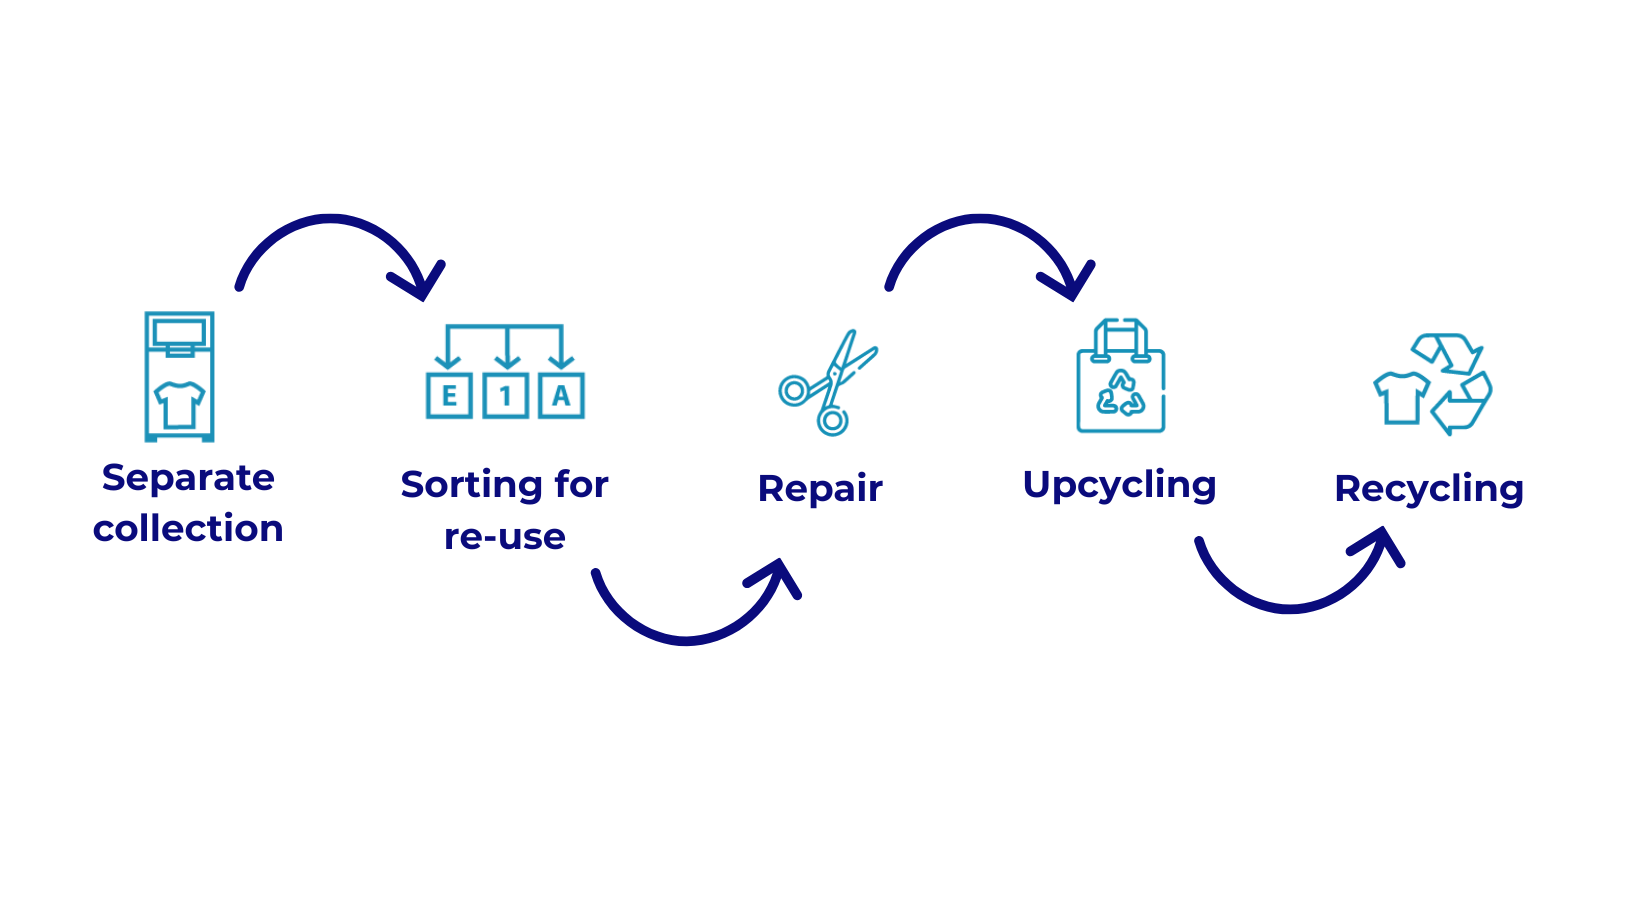 E 1 A
Separate
collection
Sorting for
re-use
Repair
Upcycling
Recycling